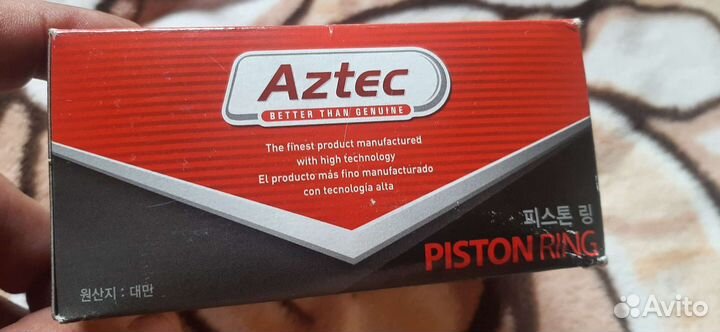 Aztec
BETTER THAN GENUINE
The finest product manufactured
with high technology
El producto más fino manufacturado
con tecnología alta
피스톤 링
PISTON RING
원산지 : 대만
Avito